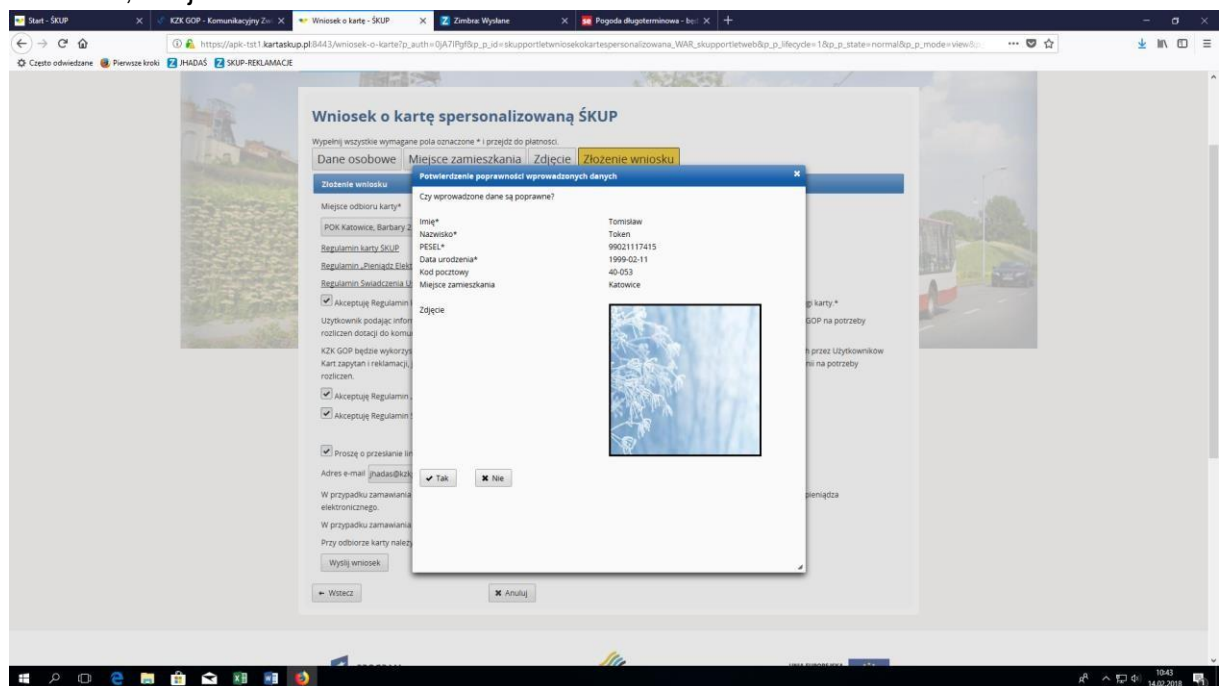 Start - ŚKUP
KZK GOP - Komunikacyjny Zwi
Wniosek o kartę - ŚKUP
Zimbra: Wysłane
Pogoda długoterminowa - bę
https://apk-tst1.kartaskup.pl:8443/wniosek-o-karte?p_auth=0jA7IPgf&p_p_id=skupportletwniosekokartespersonalizowana_WAR_skupportletweb&p_p_lifecycle=1&p_p_state=normal&p_p_mode=view&
Często odwiedzane
Pierwsze kroki
JHADAŚ
SKUP-REKLAMACJE
Wniosek o kartę spersonalizowaną ŚKUP
Wypełnij wszystkie wymagane pola oznaczone * i przejdź do płatności.
Dane osobowe
Miejsce zamieszkania
Zdjęcie
Złożenie wniosku
Złożenie wniosku
Miejsce odbioru karty*
POK Katowice, Barbary 2
Regulamin karty ŚKUP
Regulamin „Pieniądz Elekt
Regulamin Świadczenia U
Akceptuję Regulamin
gi karty.*
Użytkownik podając infor
GOP na potrzeby
rozliczeń dotacji do komu
KZK GOP będzie wykorzys
h przez Użytkowników
Kart zapytań i reklamacji, j
nii na potrzeby
rozliczeń.
Akceptuję Regulamin
Akceptuję Regulamin
Proszę o przesłanie lin
Adres e-mail jhadas@kzk
W przypadku zamawiania
pieniądza
elektronicznego.
W przypadku zamawiania
Przy odbiorze karty należy
Wyślij wniosek
Wstecz
Anuluj
Potwierdzenie poprawności wprowadzonych danych
Czy wprowadzone dane są poprawne?
Imię* Tomisław
Nazwisko* Token
PESEL* 99021117415
Data urodzenia* 1999-02-11
Kod pocztowy 40-053
Miejsce zamieszkania Katowice
Zdjęcie
Tak
Nie
10:43
14.02.2018